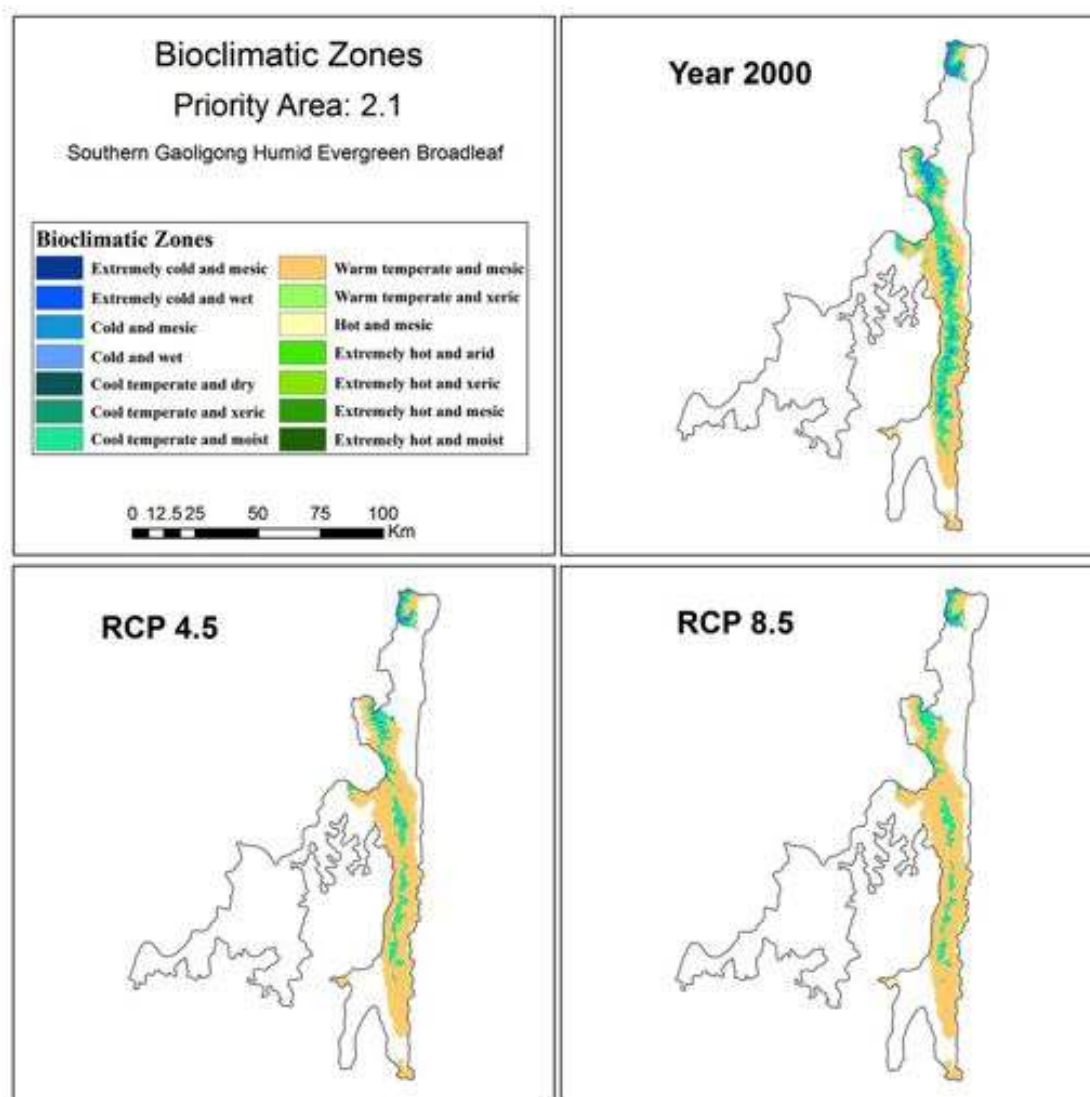 Bioclimatic Zones
Priority Area: 2.1
Southern Gaoligong Humid Evergreen Broadleaf
Bioclimatic Zones
Extremely cold and mesic
Extremely cold and wet
Cold and mesic
Cold and wet
Cool temperate and dry
Cool temperate and xeric
Cool temperate and moist
Warm temperate and mesic
Warm temperate and xeric
Hot and mesic
Extremely hot and arid
Extremely hot and xeric
Extremely hot and mesic
Extremely hot and moist
0 12.5 25 50 75 100
Km
Year 2000
RCP 4.5
RCP 8.5